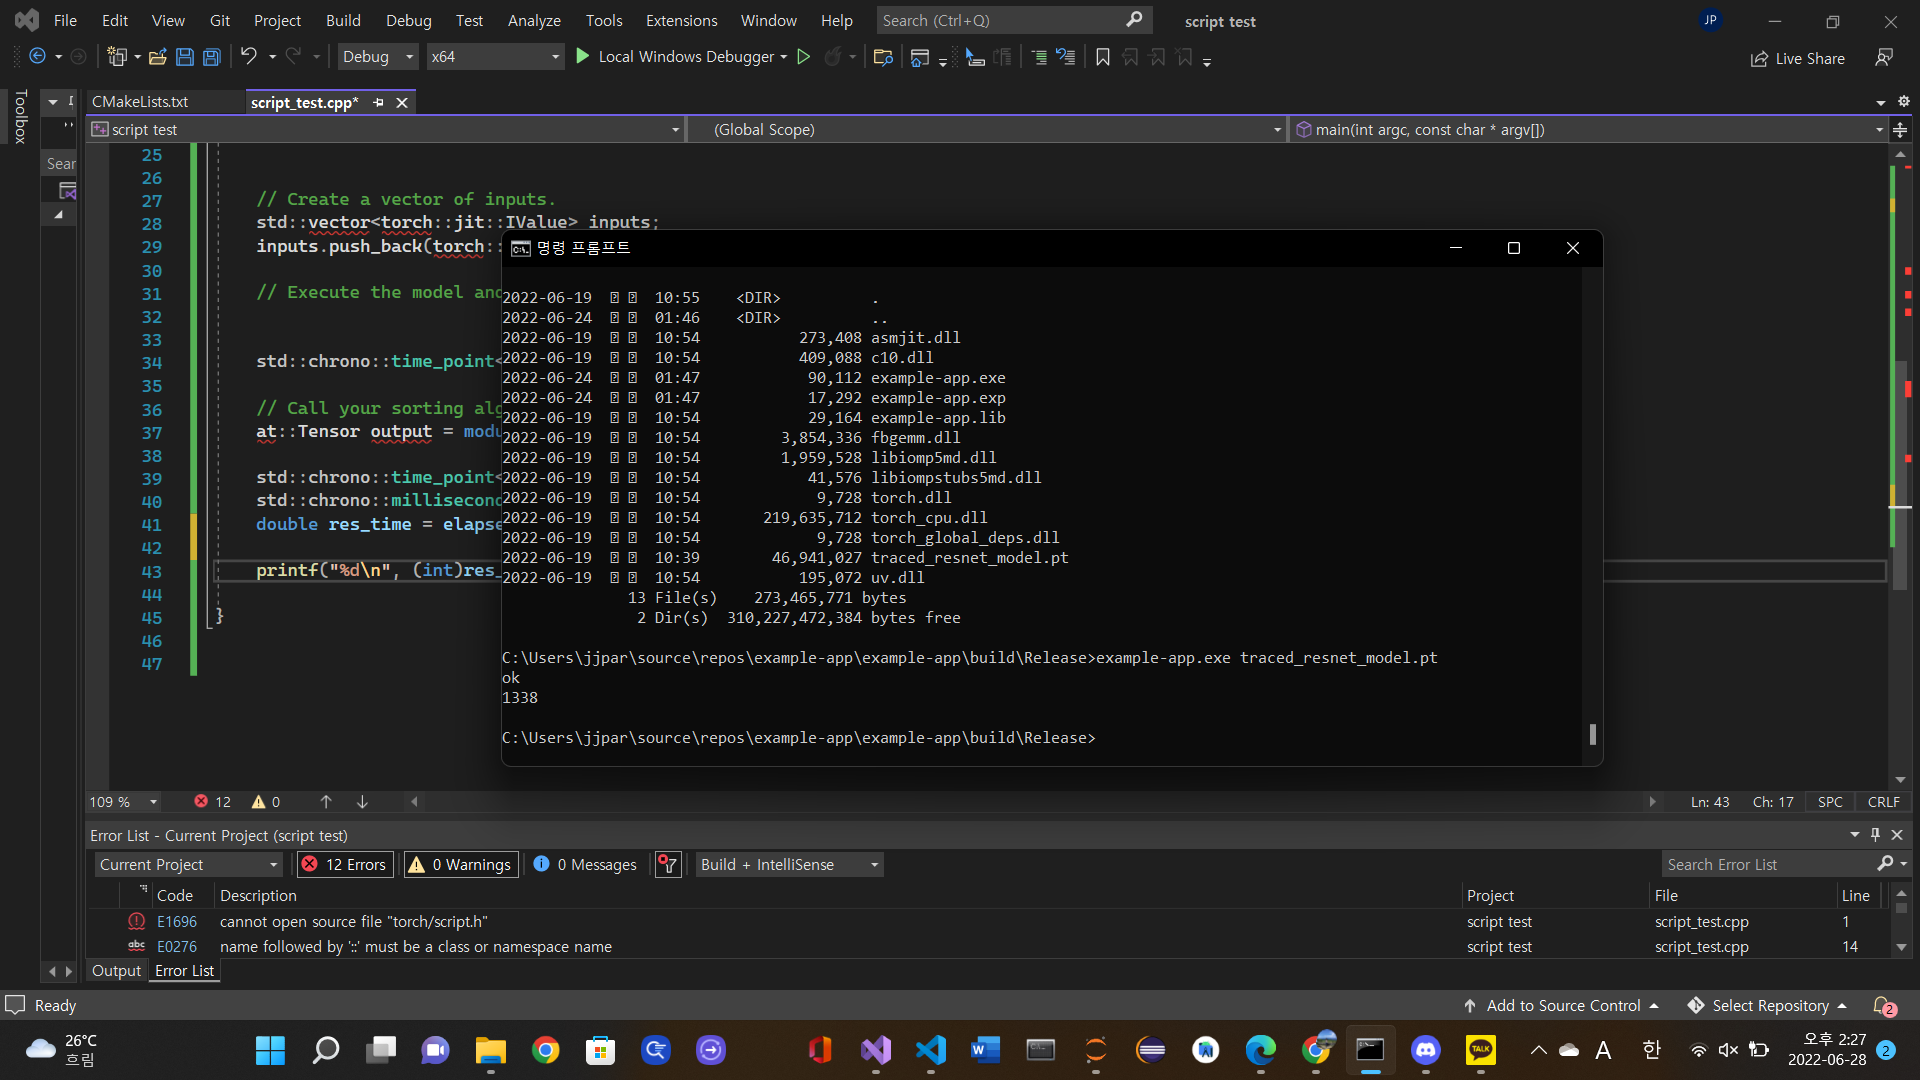 File Edit View Git Project Build Debug Test Analyze Tools Extensions Window Help Search (Ctrl+Q) script test JP
Debug x64 Local Windows Debugger Live Share
Toolbox
CMakeLists.txt script_test.cpp*
script test (Global Scope) main(int argc, const char * argv[])
Sear
25
26
27 // Create a vector of inputs.
28 std::vector<torch::jit::IValue> inputs;
29 inputs.push_back(torch::
30
31 // Execute the model and
32
33
34 std::chrono::time_point<
35
36 // Call your sorting alg
37 at::Tensor output = modu
38
39 std::chrono::time_point<
40 std::chrono::millisecond
41 double res_time = elapse
42
43 printf("%d\n", (int)res_
44
45 }
46
47
명령 프롬프트
2022-06-19 10:55 <DIR> .
2022-06-24 01:46 <DIR> ..
2022-06-19 10:54 273,408 asmjit.dll
2022-06-19 10:54 409,088 c10.dll
2022-06-24 01:47 90,112 example-app.exe
2022-06-24 01:47 17,292 example-app.exp
2022-06-19 10:54 29,164 example-app.lib
2022-06-19 10:54 3,854,336 fbgemm.dll
2022-06-19 10:54 1,959,528 libiomp5md.dll
2022-06-19 10:54 41,576 libiompstubs5md.dll
2022-06-19 10:54 9,728 torch.dll
2022-06-19 10:54 219,635,712 torch_cpu.dll
2022-06-19 10:54 9,728 torch_global_deps.dll
2022-06-19 10:39 46,941,027 traced_resnet_model.pt
2022-06-19 10:54 195,072 uv.dll
13 File(s) 273,465,771 bytes
2 Dir(s) 310,227,472,384 bytes free
C:\Users\jjpar\source\repos\example-app\example-app\build\Release>example-app.exe traced_resnet_model.pt
ok
1338
C:\Users\jjpar\source\repos\example-app\example-app\build\Release>
109 % 12 0 Ln: 43 Ch: 17 SPC CRLF
Error List - Current Project (script test)
Current Project 12 Errors 0 Warnings 0 Messages Build + IntelliSense Search Error List
Code Description Project File Line
E1696 cannot open source file "torch/script.h" script test script_test.cpp 1
abc E0276 name followed by '::' must be a class or namespace name script test script_test.cpp 14
Output Error List
Ready Add to Source Control Select Repository 2
26°C
흐림
TALK
A 한
오후 2:27
2022-06-28 2